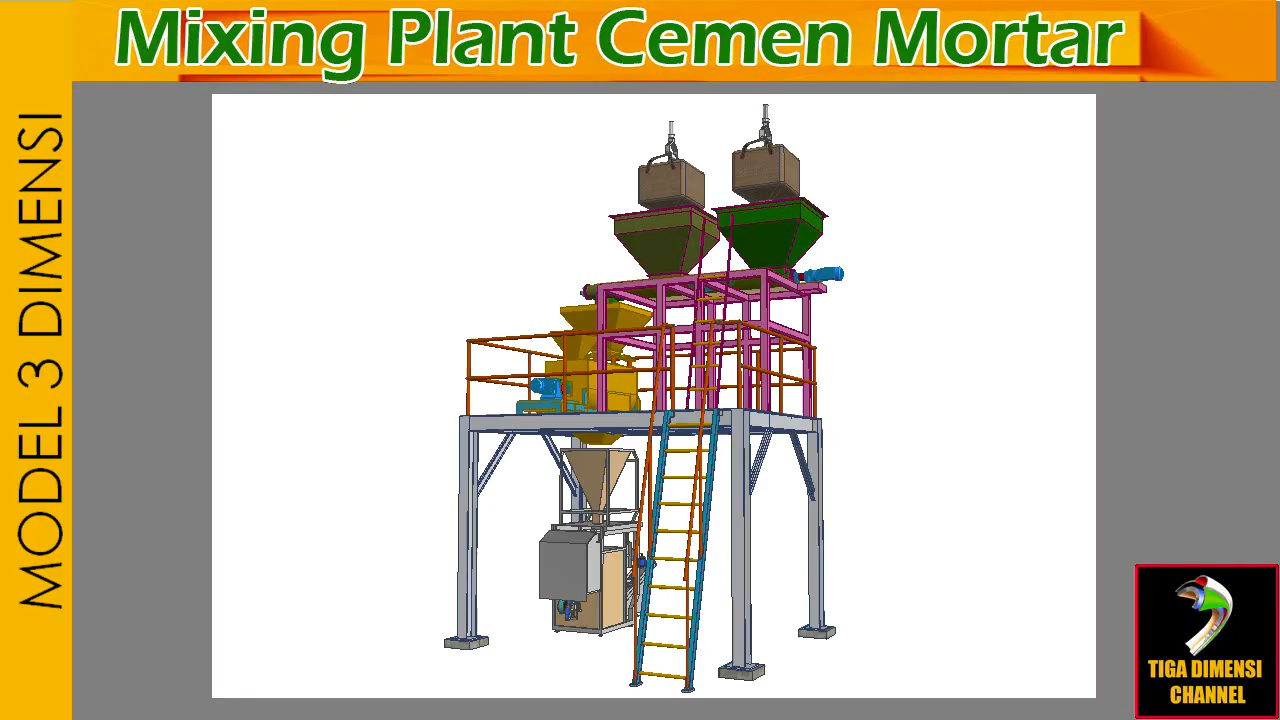 Mixing Plant Cemen Mortar
MODEL 3 DIMENSI
TIGA DIMENSI
CHANNEL